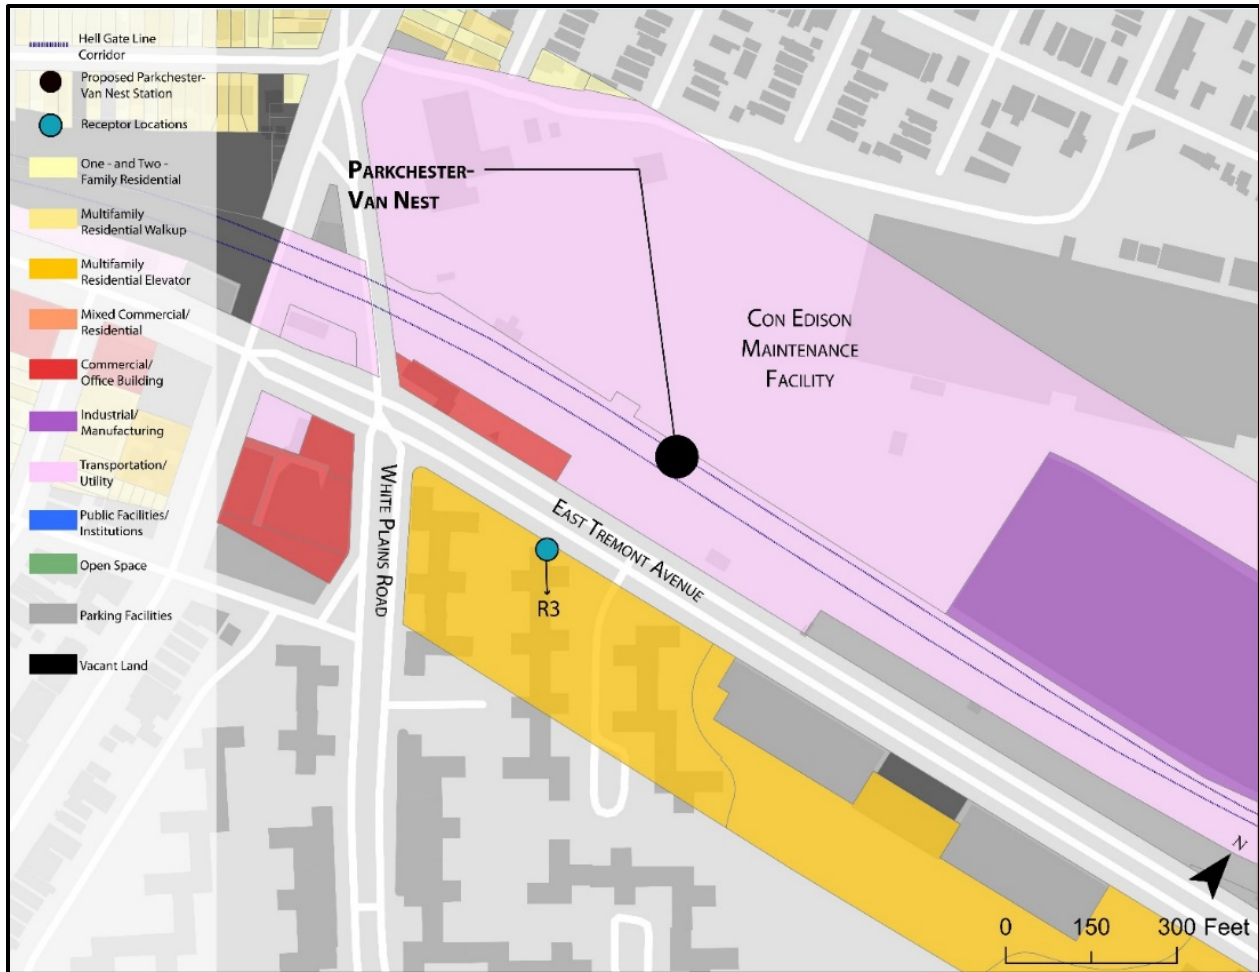 Hell Gate Line
Corridor
Proposed Parkchester-
Van Nest Station
Receptor Locations
One - and Two -
Family Residential
Multifamily
Residential Walkup
Multifamily
Residential Elevator
Mixed Commercial/
Residential
Commercial/
Office Building
Industrial/
Manufacturing
Transportation/
Utility
Public Facilities/
Institutions
Open Space
Parking Facilities
Vacant Land
PARKCHESTER-
VAN NEST
CON EDISON
MAINTENANCE
FACILITY
WHITE PLAINS ROAD
EAST TREMONT AVENUE
R3
N
0 150 300 Feet